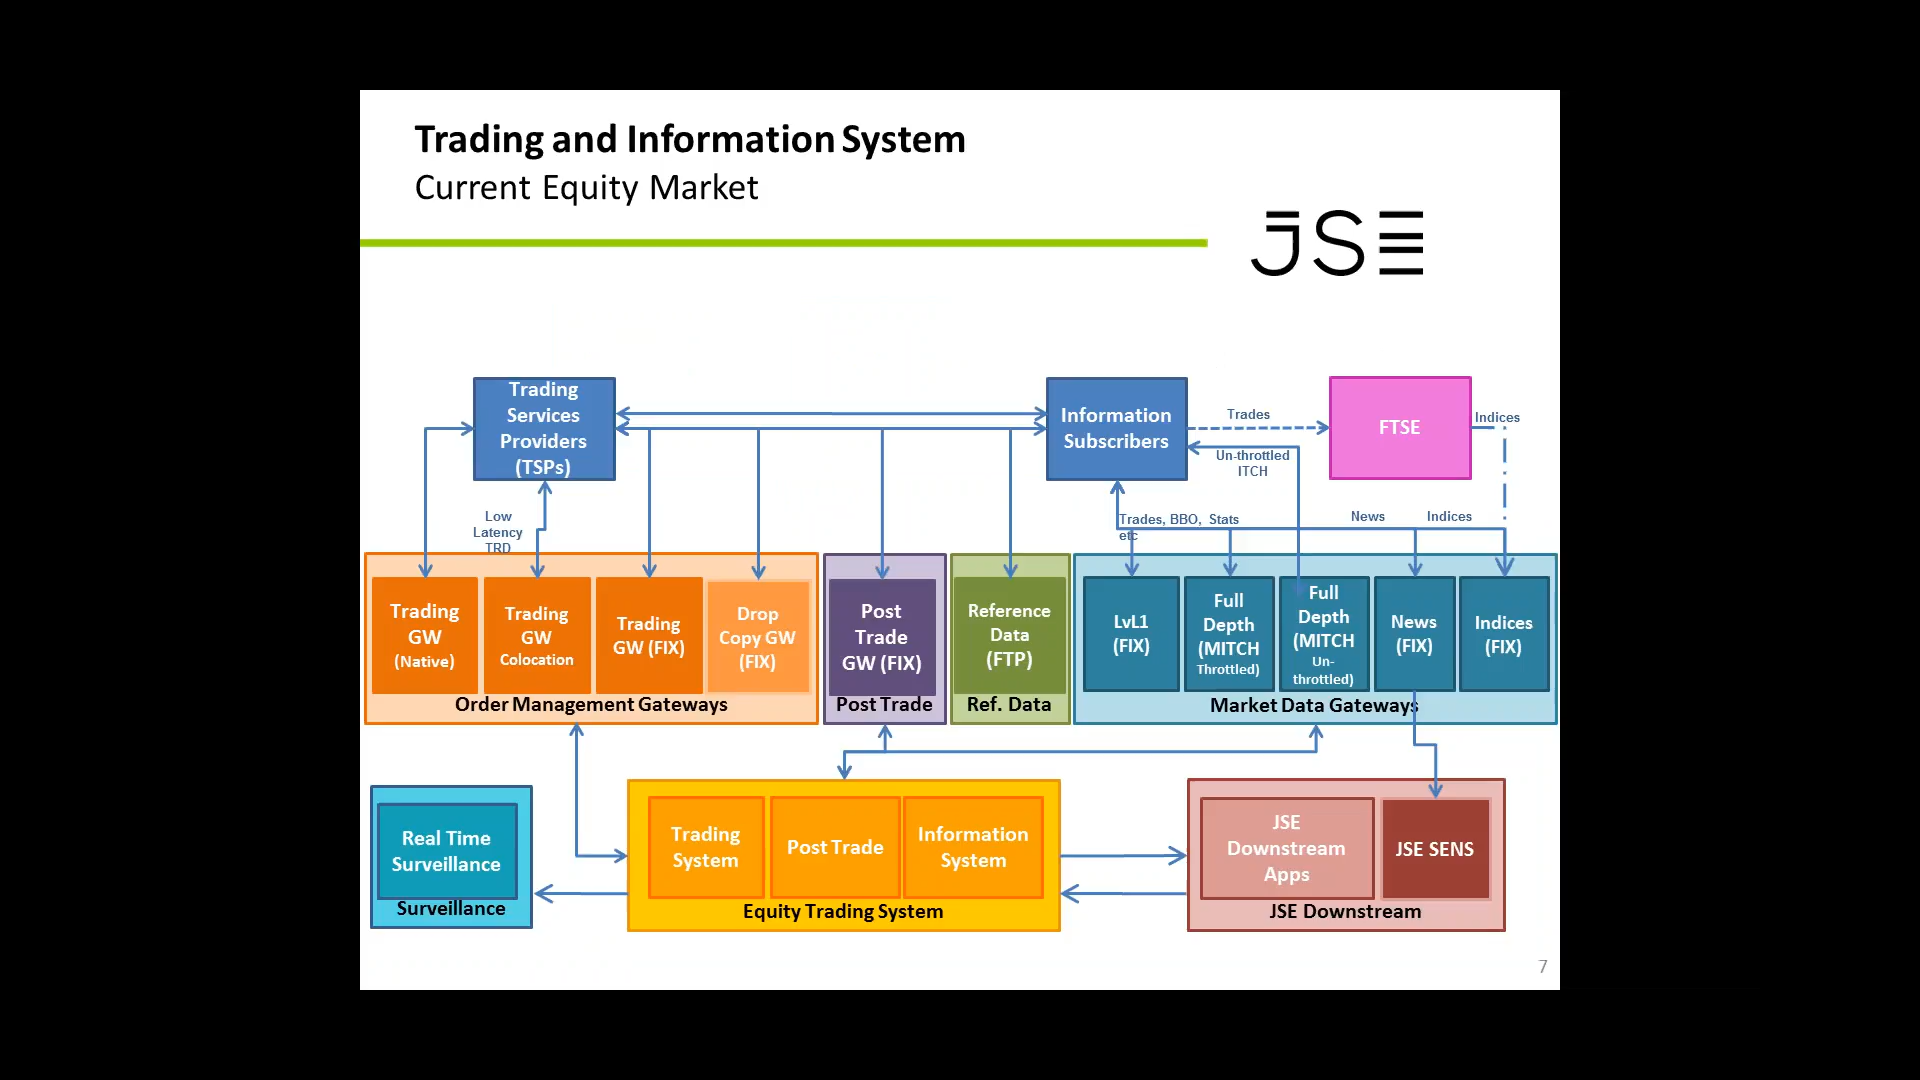 Trading and Information System
Current Equity Market
JSE
Trading
Services
Providers
(TSPs)
Information
Subscribers
Trades
FTSE
Indices
Un-throttled
ITCH
Low
Latency
TRD
Trades, BBO, Stats
etc
News
Indices
Trading
GW
(Native)
Trading
GW
Colocation
Trading
GW (FIX)
Drop
Copy GW
(FIX)
Order Management Gateways
Post
Trade
GW (FIX)
Post Trade
Reference
Data
(FTP)
Ref. Data
LvL1
(FIX)
Full
Depth
(MITCH
Throttled)
Full
Depth
(MITCH
Un-
throttled)
News
(FIX)
Indices
(FIX)
Market Data Gateways
Real Time
Surveillance
Surveillance
Trading
System
Post Trade
Information
System
Equity Trading System
JSE
Downstream
Apps
JSE SENS
JSE Downstream
7